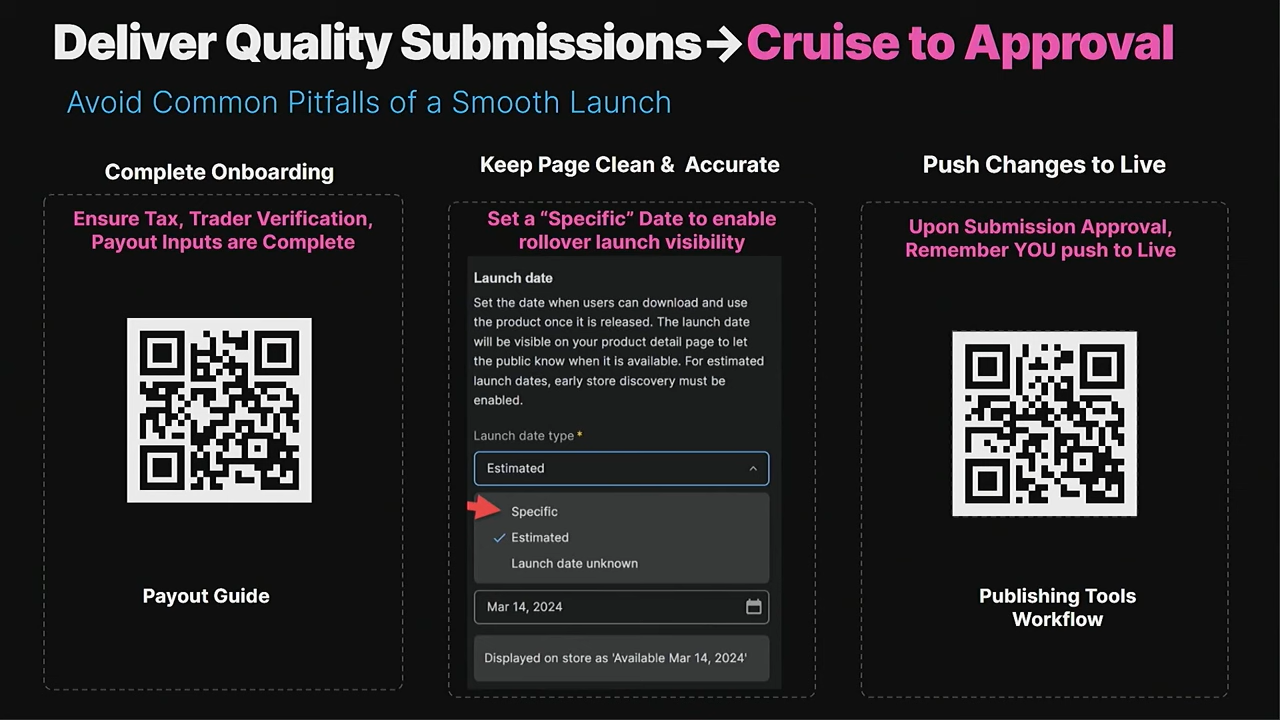 Deliver Quality Submissions→Cruise to Approval
Avoid Common Pitfalls of a Smooth Launch
Complete Onboarding
Ensure Tax, Trader Verification,
Payout Inputs are Complete
Payout Guide
Keep Page Clean & Accurate
Set a “Specific” Date to enable
rollover launch visibility
Launch date
Set the date when users can download and use
the product once it is released. The launch date
will be visible on your product detail page to let
the public know when it is available. For estimated
launch dates, early store discovery must be
enabled.
Launch date type*
Estimated
Specific
Estimated
Launch date unknown
Mar 14, 2024
Displayed on store as 'Available Mar 14, 2024'
Push Changes to Live
Upon Submission Approval,
Remember YOU push to Live
Publishing Tools
Workflow